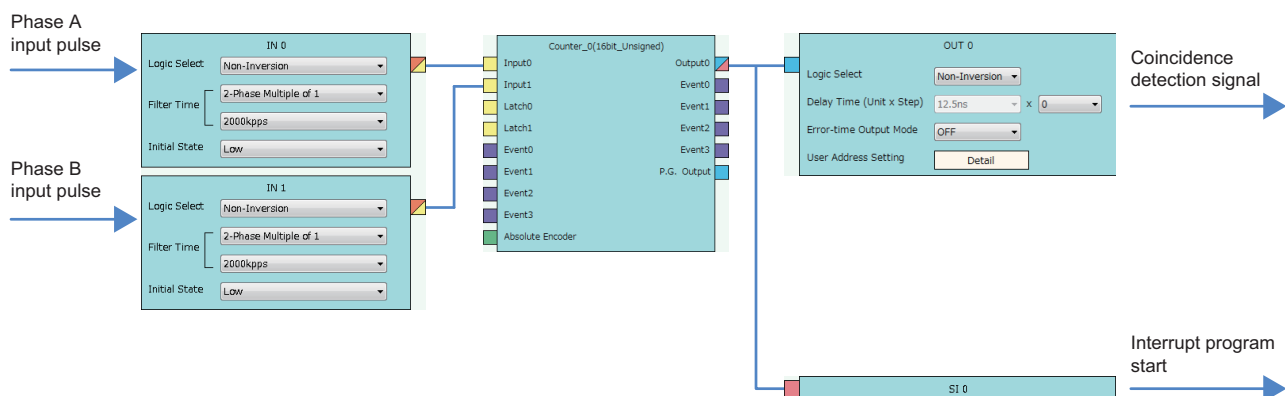 Phase A
input pulse
IN 0
Logic Select
Non-Inversion
Filter Time
2-Phase Multiple of 1
2000kpps
Initial State
Low
Phase B
input pulse
IN 1
Logic Select
Non-Inversion
Filter Time
2-Phase Multiple of 1
2000kpps
Initial State
Low
Counter_0(16bit_Unsigned)
Input0 Output0
Input1 Event0
Latch0 Event1
Latch1 Event2
Event0 Event3
Event1 P.G. Output
Event2
Event3
Absolute Encoder
OUT 0
Logic Select Non-Inversion
Delay Time (Unit x Step) 12.5ns x 0
Error-time Output Mode OFF
User Address Setting Detail
Coincidence
detection signal
SI 0
Interrupt program
start